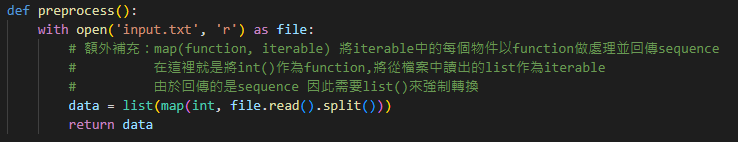 def preprocess():
    with open('input.txt', 'r') as file:
        # 額外補充：map(function, iterable) 將iterable中的每個物件以function做處理並回傳sequence
        #          在這裡就是將int()作為function,將從檔案中讀出的list作為iterable
        #          由於回傳的是sequence 因此需要list()來強制轉換
        data = list(map(int, file.read().split()))
        return data